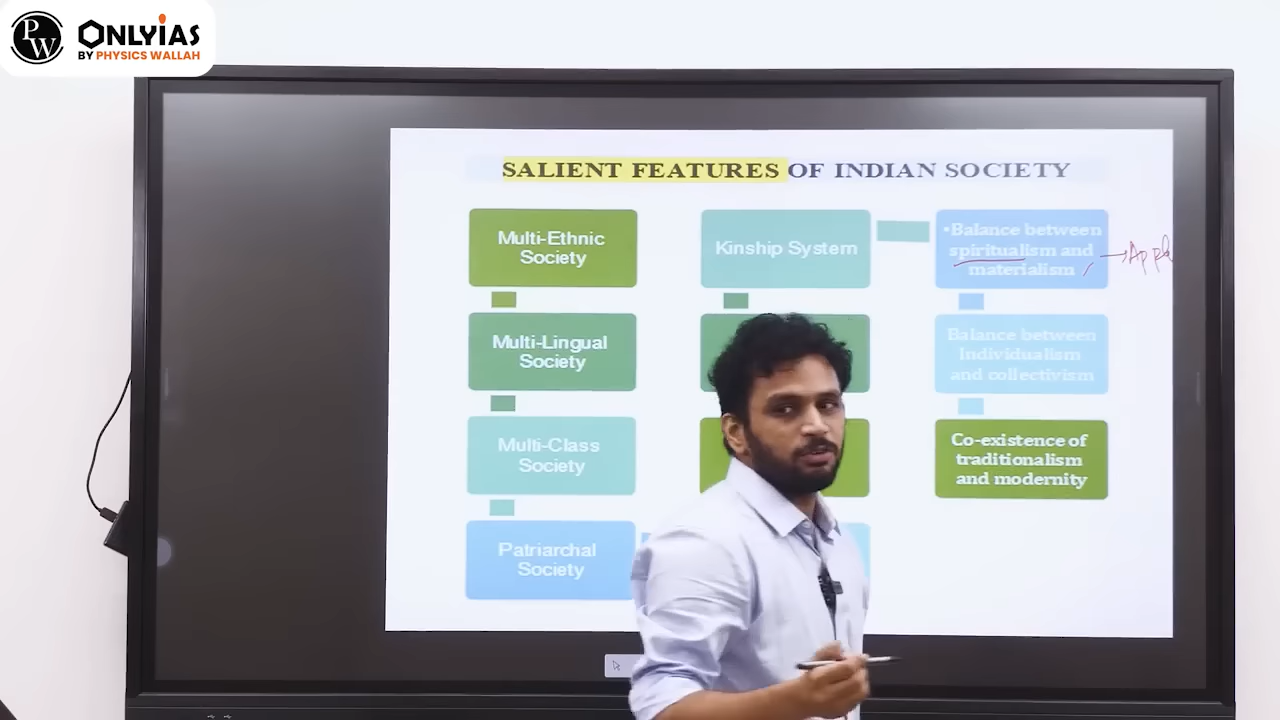 PW
ONLYIAS
BY PHYSICS WALLAH
SALIENT FEATURES OF INDIAN SOCIETY
Multi-Ethnic
Society
Multi-Lingual
Society
Multi-Class
Society
Patriarchal
Society
Kinship System
•Balance between
spiritualism and
materialism
Balance between
Individualism
and collectivism
Co-existence of
traditionalism
and modernity